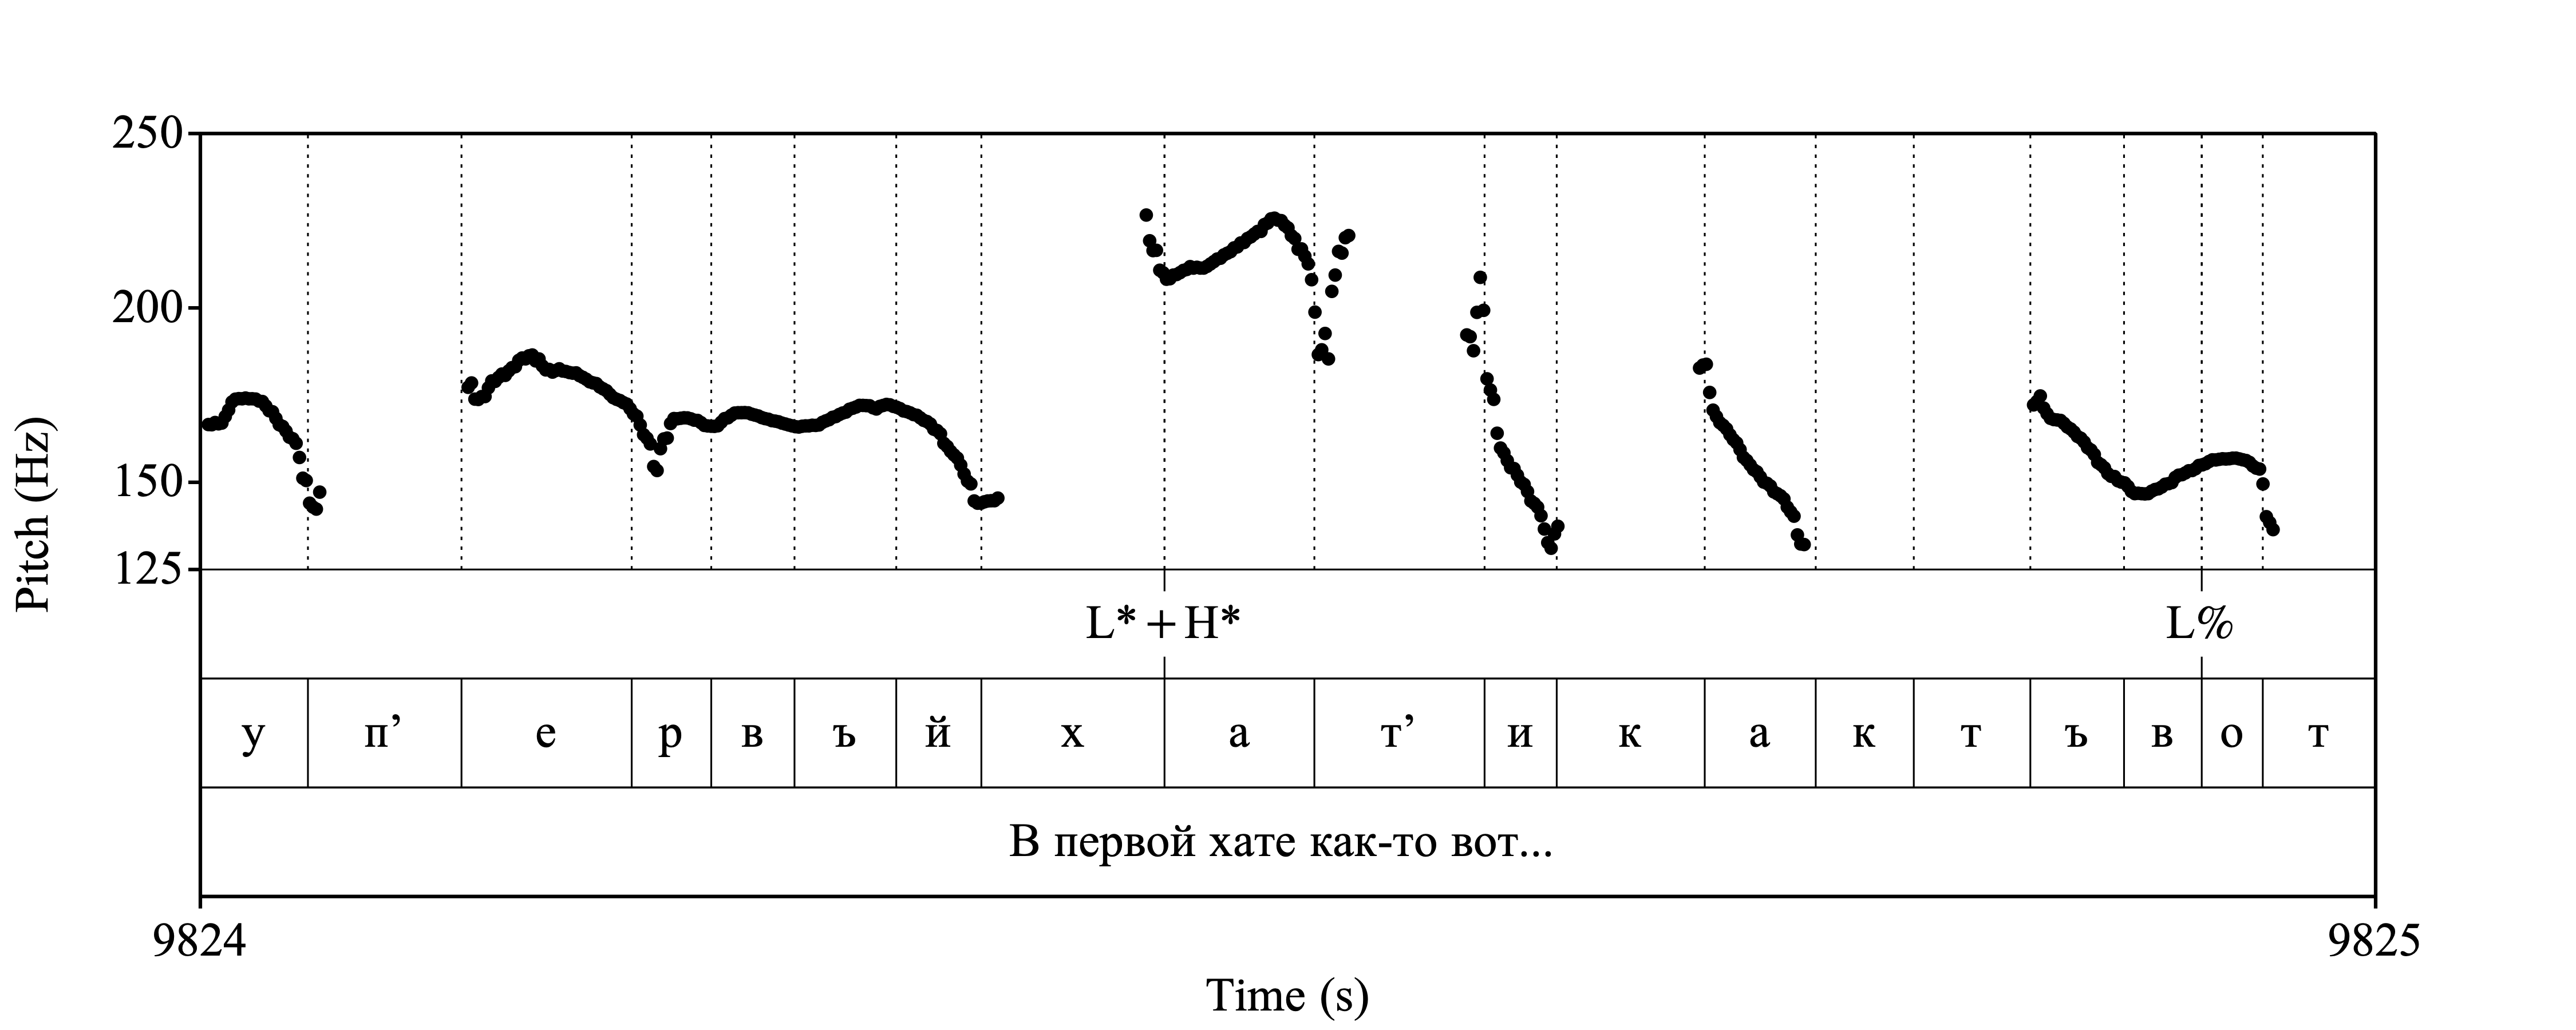 250
200
150
125
Pitch (Hz)
L*+H* L%
у п’ е р в ъ й х а т’ и к а к т ъ в о т
В первой хате как-то вот...
9824 9825
Time (s)